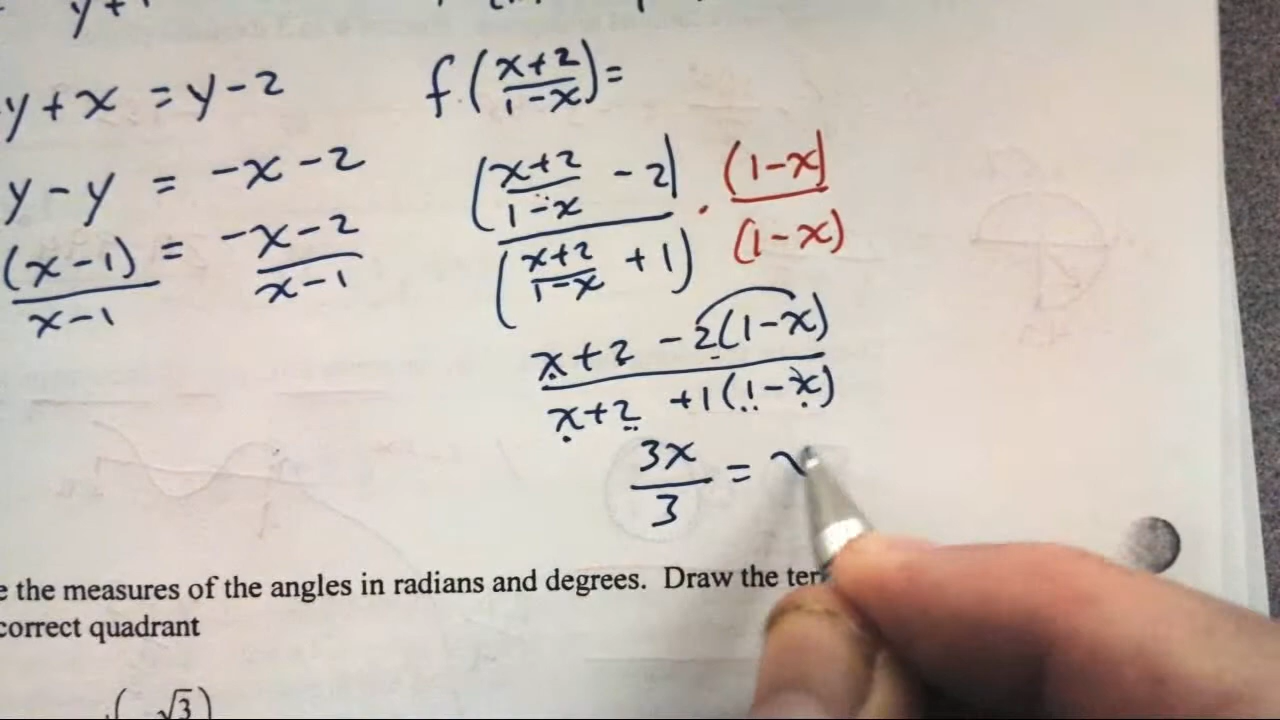 y+
y+x = y-2
y-y = -x-2
(x-1)/x-1 = -x-2/x-1
f(x+2/1-x)=
(x+2/1-x - 2)/(x+2/1-x + 1) · (1-x)/(1-x)
x+2 -2(1-x)/x+2 +1(1-x)
3x/3 = x
e the measures of the angles in radians and degrees. Draw the ter
correct quadrant
(√3)